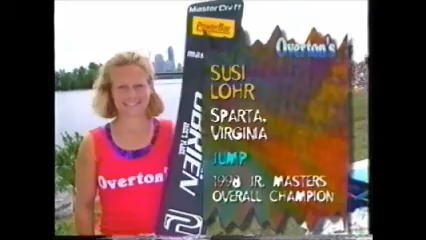 MasterCraft
PowerBar
Overton's
SUSI
LOHR
SPARTA,
VIRGINIA
JUMP
1998 JR. MASTERS
OVERALL CHAMPION
Overton's
O'BRIEN